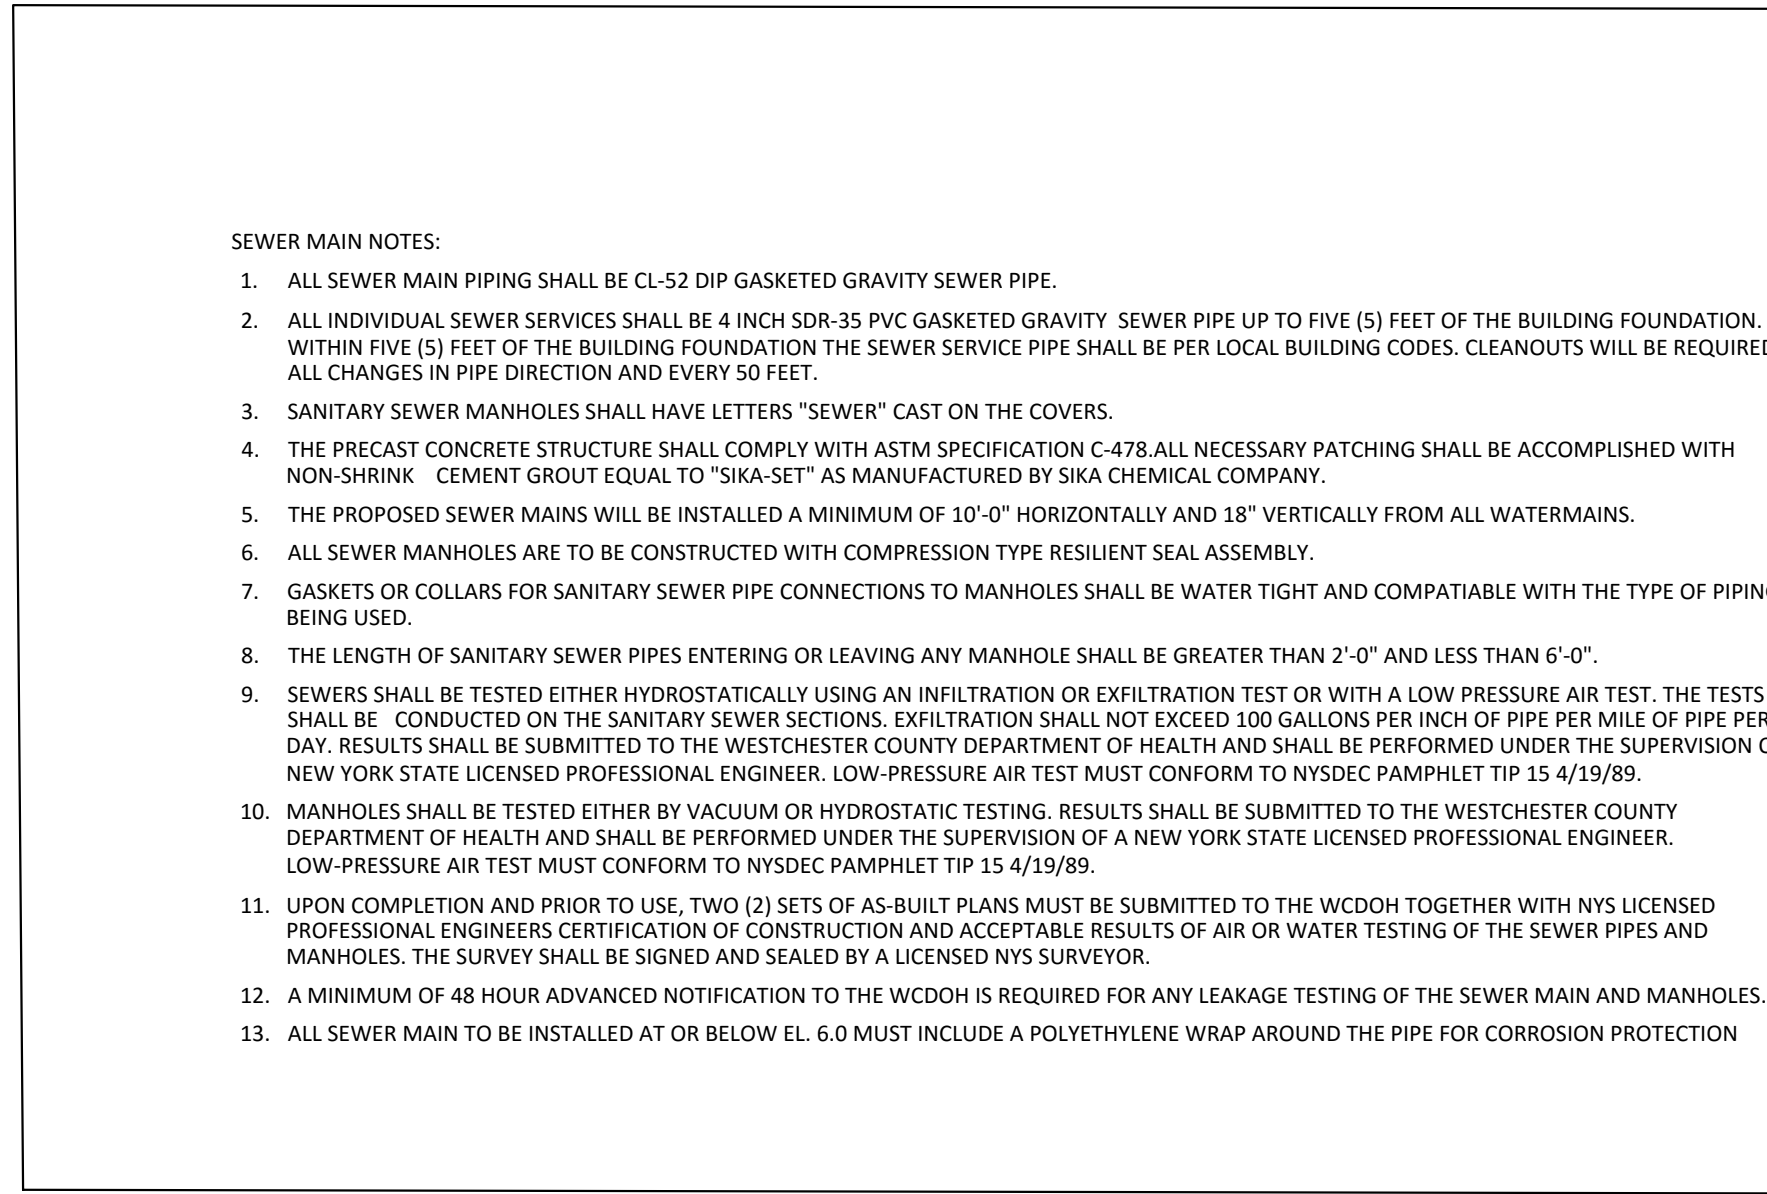 SEWER MAIN NOTES:
1. ALL SEWER MAIN PIPING SHALL BE CL-52 DIP GASKETED GRAVITY SEWER PIPE.
2. ALL INDIVIDUAL SEWER SERVICES SHALL BE 4 INCH SDR-35 PVC GASKETED GRAVITY SEWER PIPE UP TO FIVE (5) FEET OF THE BUILDING FOUNDATION.
WITHIN FIVE (5) FEET OF THE BUILDING FOUNDATION THE SEWER SERVICE PIPE SHALL BE PER LOCAL BUILDING CODES. CLEANOUTS WILL BE REQUIRED
ALL CHANGES IN PIPE DIRECTION AND EVERY 50 FEET.
3. SANITARY SEWER MANHOLES SHALL HAVE LETTERS "SEWER" CAST ON THE COVERS.
4. THE PRECAST CONCRETE STRUCTURE SHALL COMPLY WITH ASTM SPECIFICATION C-478.ALL NECESSARY PATCHING SHALL BE ACCOMPLISHED WITH
NON-SHRINK CEMENT GROUT EQUAL TO "SIKA-SET" AS MANUFACTURED BY SIKA CHEMICAL COMPANY.
5. THE PROPOSED SEWER MAINS WILL BE INSTALLED A MINIMUM OF 10'-0" HORIZONTALLY AND 18" VERTICALLY FROM ALL WATERMAINS.
6. ALL SEWER MANHOLES ARE TO BE CONSTRUCTED WITH COMPRESSION TYPE RESILIENT SEAL ASSEMBLY.
7. GASKETS OR COLLARS FOR SANITARY SEWER PIPE CONNECTIONS TO MANHOLES SHALL BE WATER TIGHT AND COMPATIABLE WITH THE TYPE OF PIPING
BEING USED.
8. THE LENGTH OF SANITARY SEWER PIPES ENTERING OR LEAVING ANY MANHOLE SHALL BE GREATER THAN 2'-0" AND LESS THAN 6'-0".
9. SEWERS SHALL BE TESTED EITHER HYDROSTATICALLY USING AN INFILTRATION OR EXFILTRATION TEST OR WITH A LOW PRESSURE AIR TEST. THE TESTS
SHALL BE CONDUCTED ON THE SANITARY SEWER SECTIONS. EXFILTRATION SHALL NOT EXCEED 100 GALLONS PER INCH OF PIPE PER MILE OF PIPE PER
DAY. RESULTS SHALL BE SUBMITTED TO THE WESTCHESTER COUNTY DEPARTMENT OF HEALTH AND SHALL BE PERFORMED UNDER THE SUPERVISION
NEW YORK STATE LICENSED PROFESSIONAL ENGINEER. LOW-PRESSURE AIR TEST MUST CONFORM TO NYSDEC PAMPHLET TIP 15 4/19/89.
10. MANHOLES SHALL BE TESTED EITHER BY VACUUM OR HYDROSTATIC TESTING. RESULTS SHALL BE SUBMITTED TO THE WESTCHESTER COUNTY
DEPARTMENT OF HEALTH AND SHALL BE PERFORMED UNDER THE SUPERVISION OF A NEW YORK STATE LICENSED PROFESSIONAL ENGINEER.
LOW-PRESSURE AIR TEST MUST CONFORM TO NYSDEC PAMPHLET TIP 15 4/19/89.
11. UPON COMPLETION AND PRIOR TO USE, TWO (2) SETS OF AS-BUILT PLANS MUST BE SUBMITTED TO THE WCDOH TOGETHER WITH NYS LICENSED
PROFESSIONAL ENGINEERS CERTIFICATION OF CONSTRUCTION AND ACCEPTABLE RESULTS OF AIR OR WATER TESTING OF THE SEWER PIPES AND
MANHOLES. THE SURVEY SHALL BE SIGNED AND SEALED BY A LICENSED NYS SURVEYOR.
12. A MINIMUM OF 48 HOUR ADVANCED NOTIFICATION TO THE WCDOH IS REQUIRED FOR ANY LEAKAGE TESTING OF THE SEWER MAIN AND MANHOLES.
13. ALL SEWER MAIN TO BE INSTALLED AT OR BELOW EL. 6.0 MUST INCLUDE A POLYETHYLENE WRAP AROUND THE PIPE FOR CORROSION PROTECTION